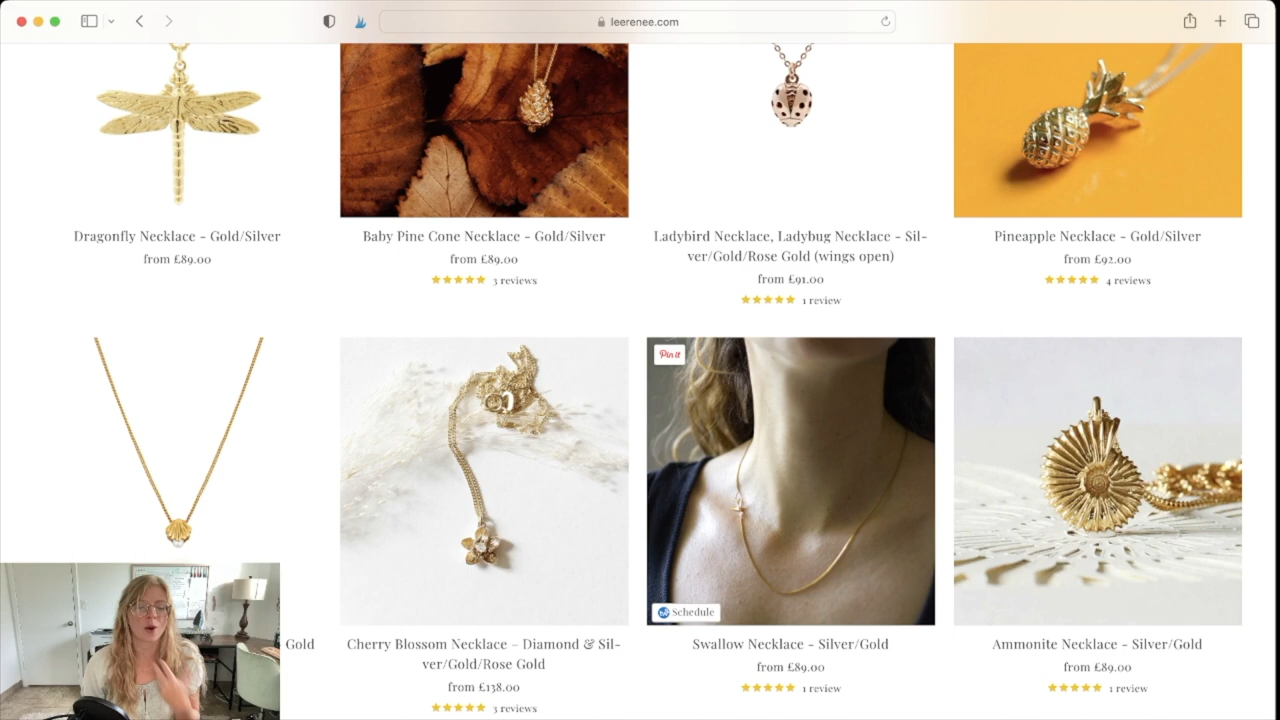 leerenee.com
Dragonfly Necklace - Gold/Silver
from £89.00
Baby Pine Cone Necklace - Gold/Silver
from £89.00
3 reviews
Ladybird Necklace, Ladybug Necklace - Sil-
ver/Gold/Rose Gold (wings open)
from £91.00
1 review
Pineapple Necklace - Gold/Silver
from £92.00
4 reviews
Pin it
Schedule
Gold
Cherry Blossom Necklace – Diamond & Sil-
ver/Gold/Rose Gold
from £138.00
3 reviews
Swallow Necklace - Silver/Gold
from £89.00
1 review
Ammonite Necklace - Silver/Gold
from £89.00
1 review